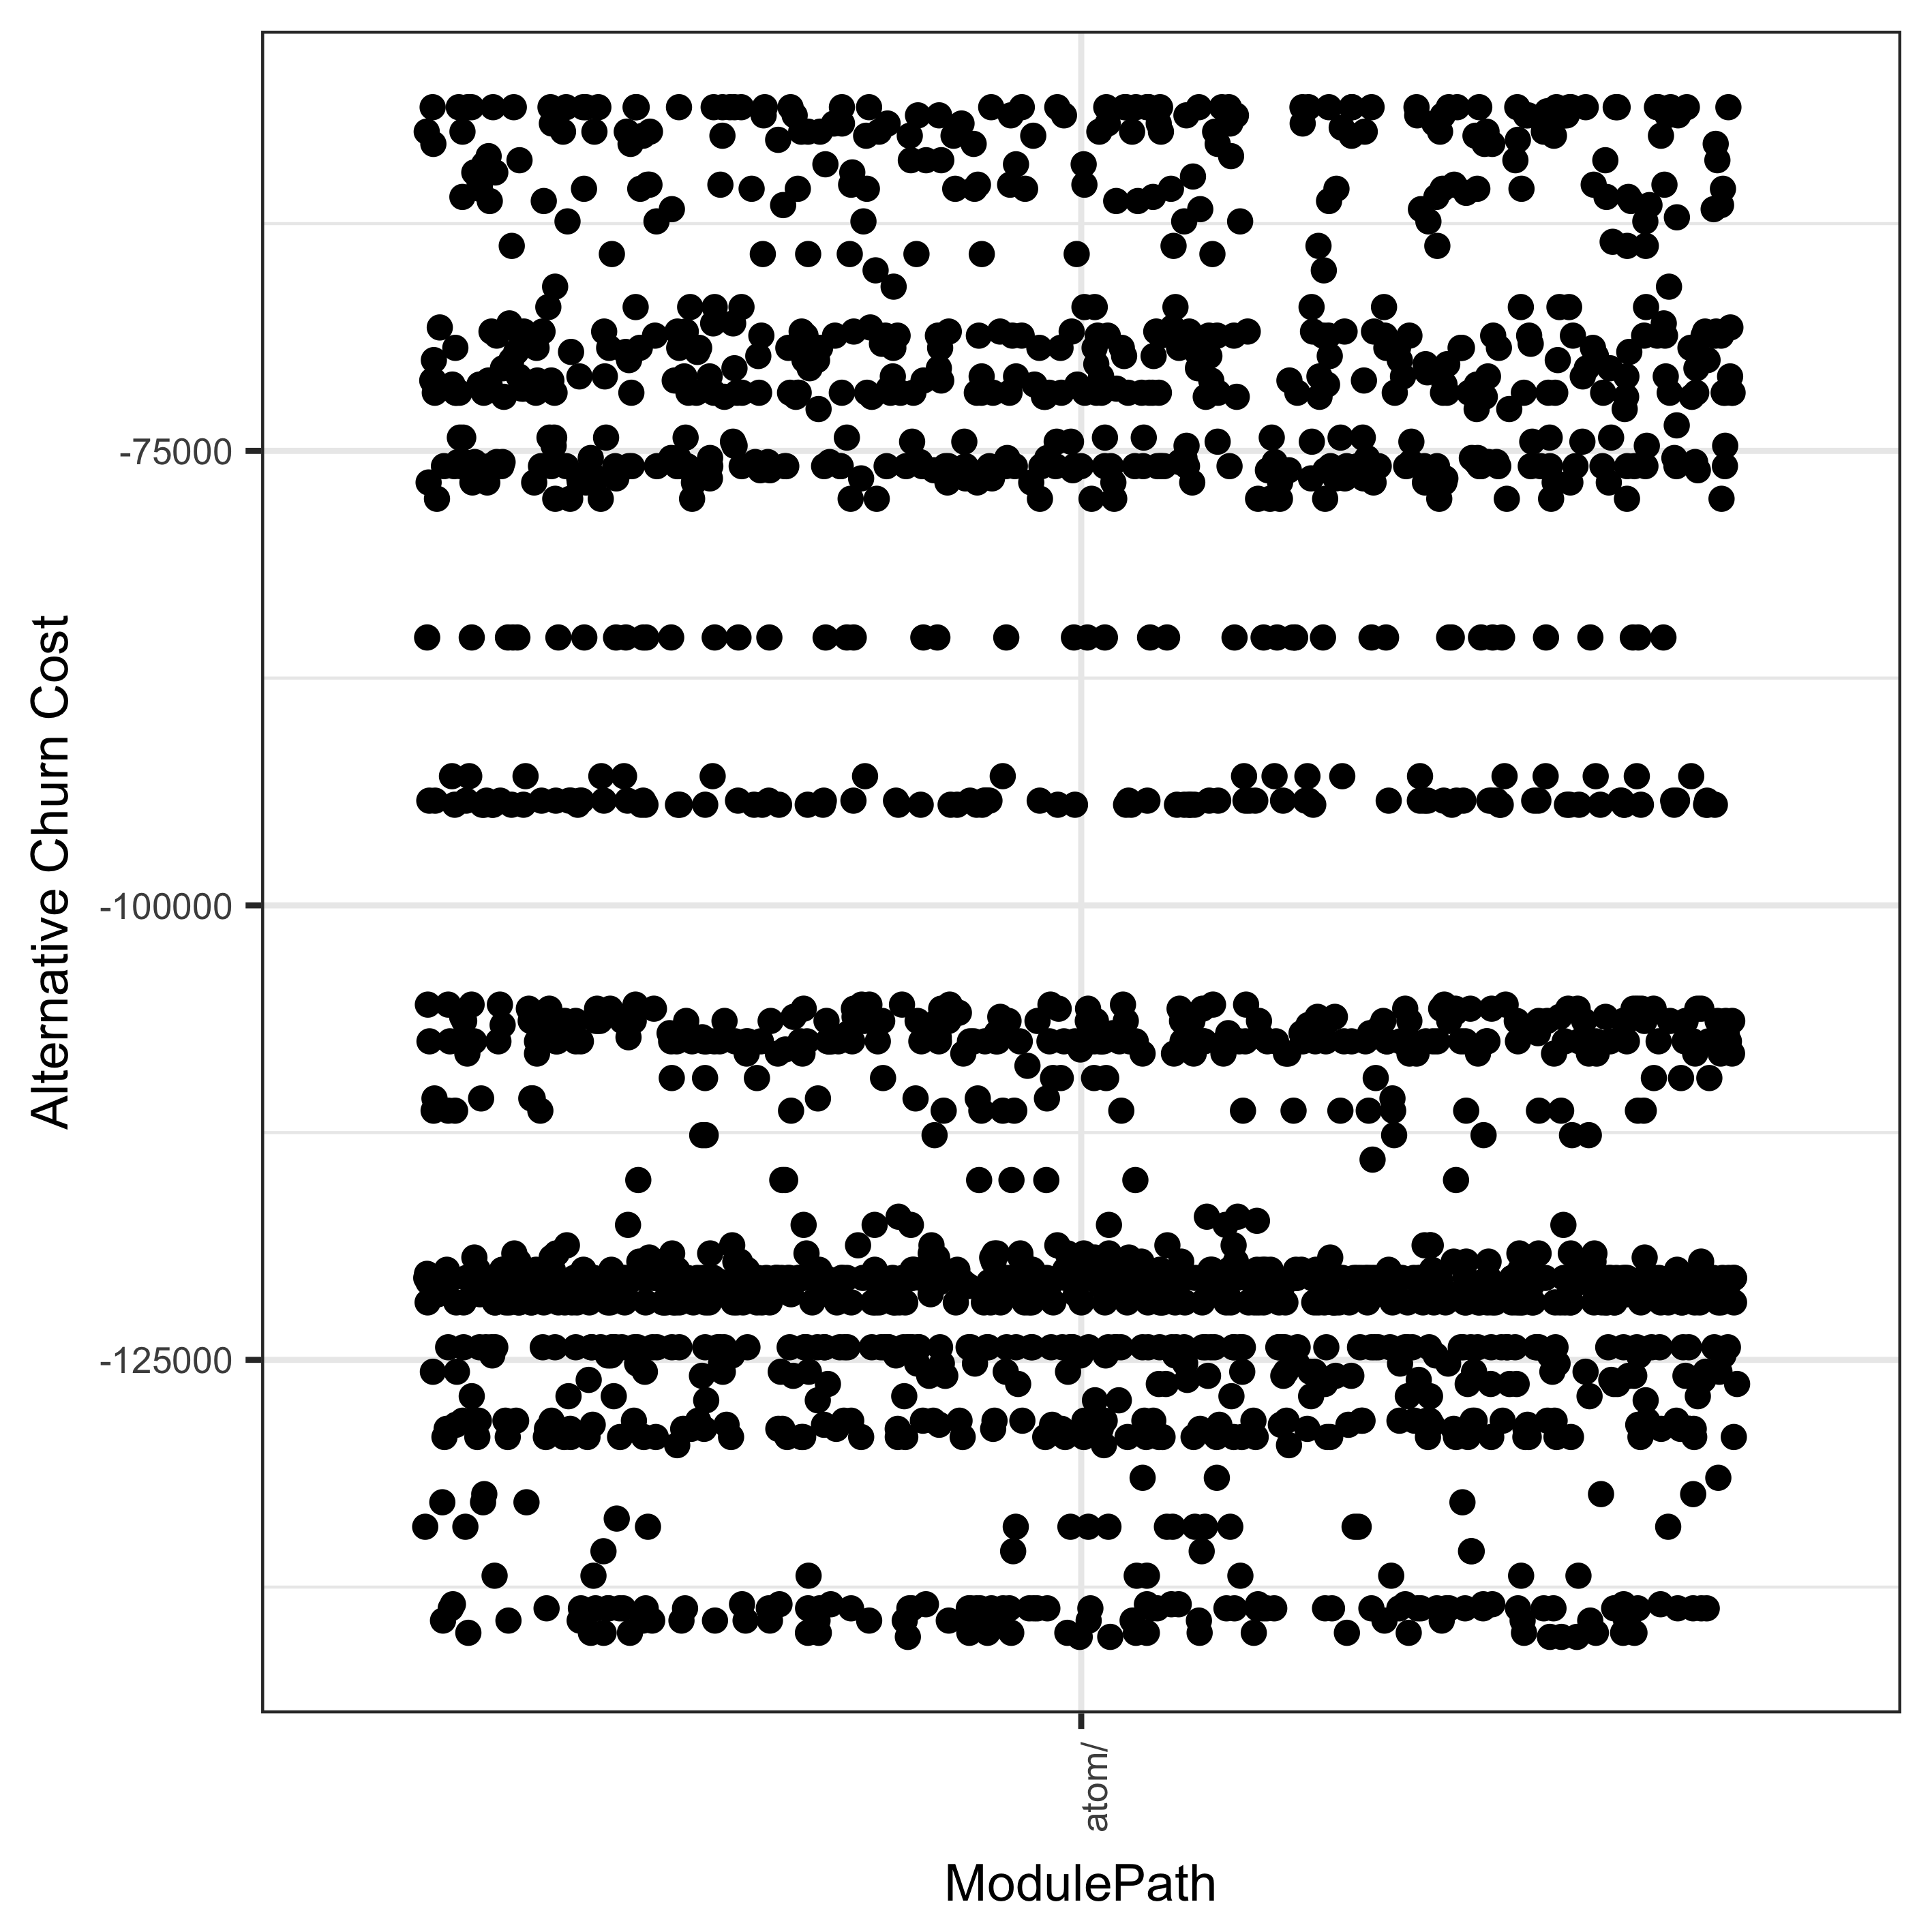 Alternative Churn Cost
-75000
-100000
-125000
atom/
ModulePath